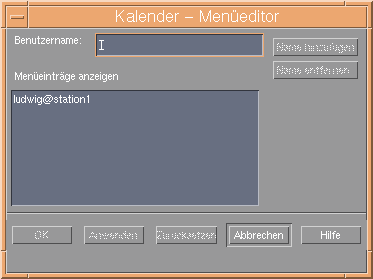 Kalender – Menüeditor
Benutzername:
Name hinzufügen
Name entfernen
Menüeinträge anzeigen
ludwig@station1
OK Anwenden Zurücksetzen Abbrechen Hilfe